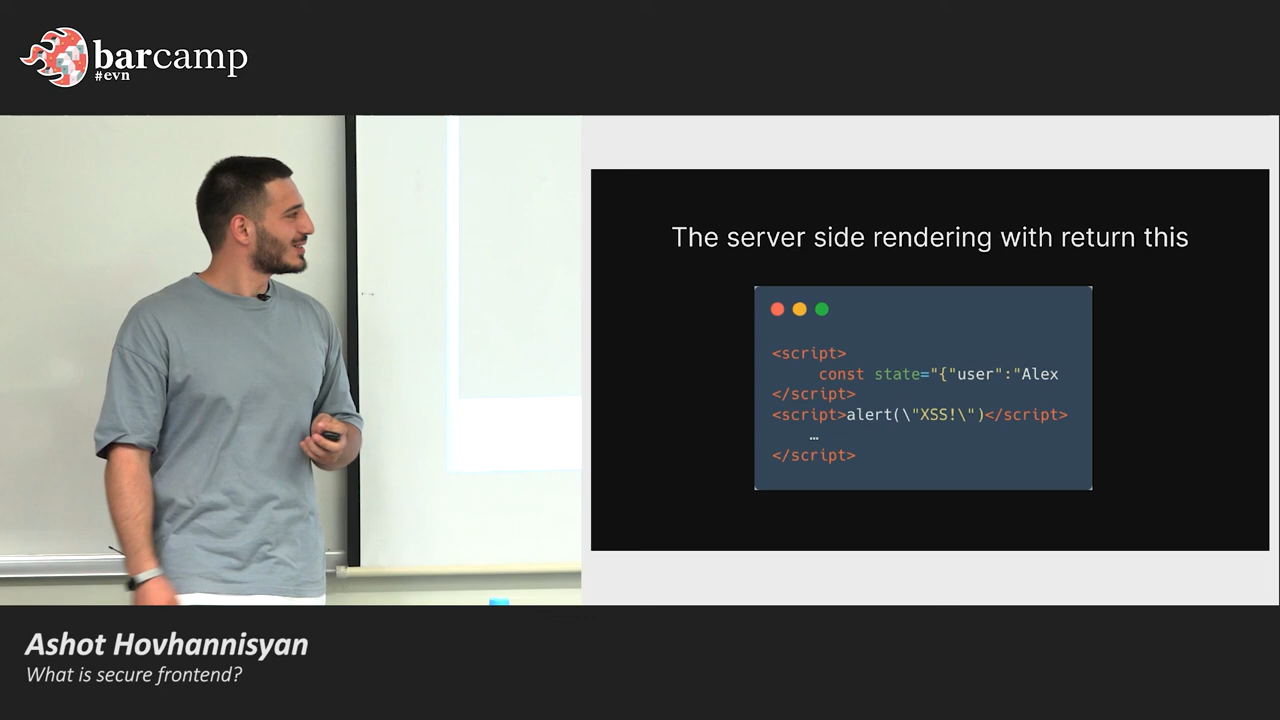 barcamp
#evn
The server side rendering with return this
<script>
const state="{"user":"Alex
</script>
<script>alert(\"XSS!\")</script>
…
</script>
Ashot Hovhannisyan
What is secure frontend?